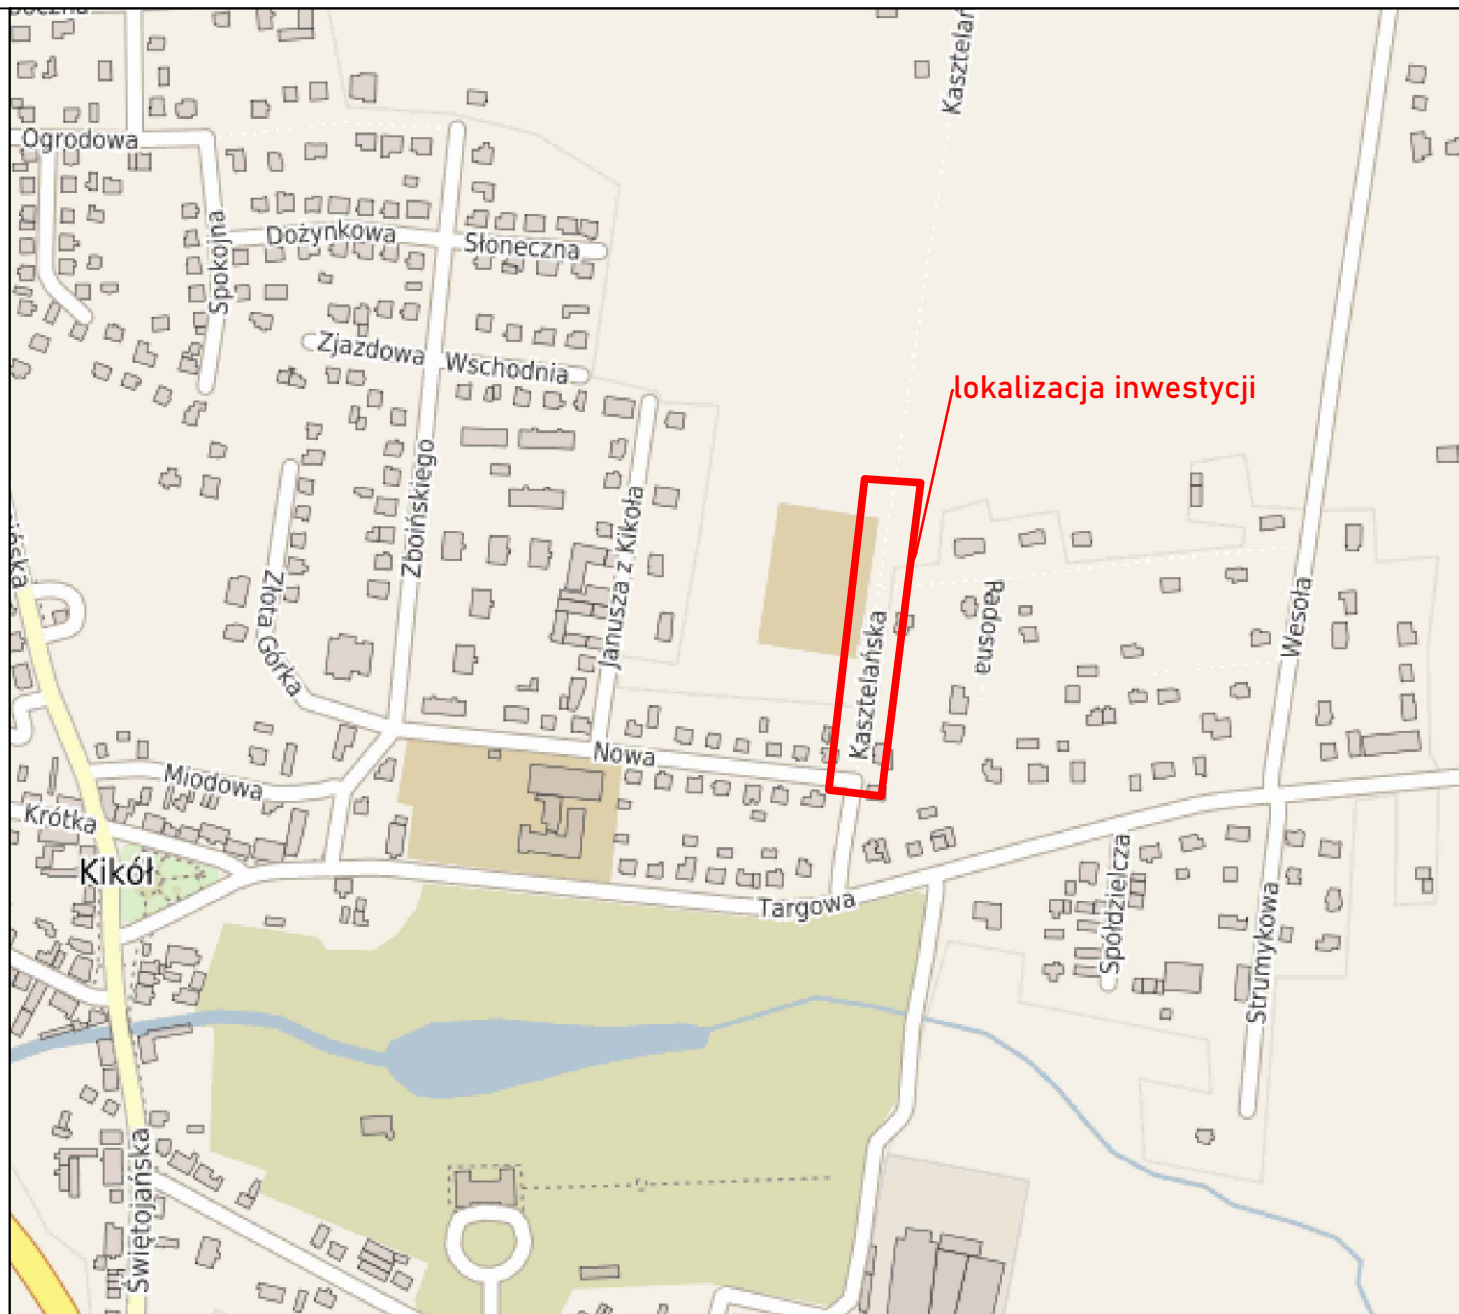 Kasztelań
Ogrodowa
Spokojna
Dożynkowa
Słoneczna
Zjazdowa
Wschodnia
lokalizacja inwestycji
Zboińskiego
Janusza z Kikoła
Złota Górka
Kasztelańska
Radosna
Wesoła
Nowa
Miodowa
Krótka
Kikół
Targowa
Spółdzielcza
Strumykowa
Świętojańska